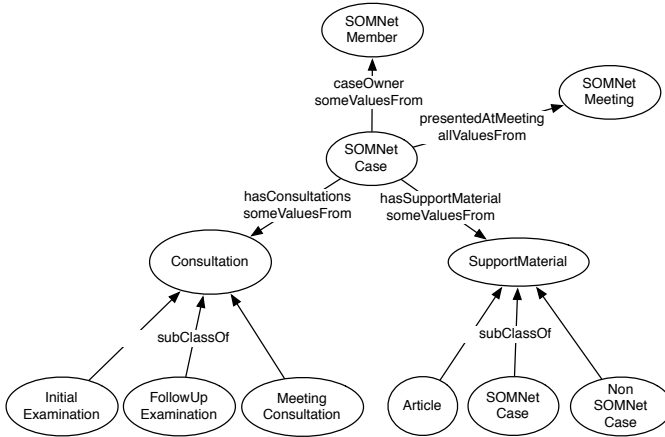 SOMNet
Member
caseOwner
someValuesFrom
SOMNet
Meeting
presentedAtMeeting
allValuesFrom
SOMNet
Case
hasConsultations
someValuesFrom
hasSupportMaterial
someValuesFrom
Consultation
SupportMaterial
subClassOf
subClassOf
Initial
Examination
FollowUp
Examination
Meeting
Consultation
Article
SOMNet
Case
Non
SOMNet
Case